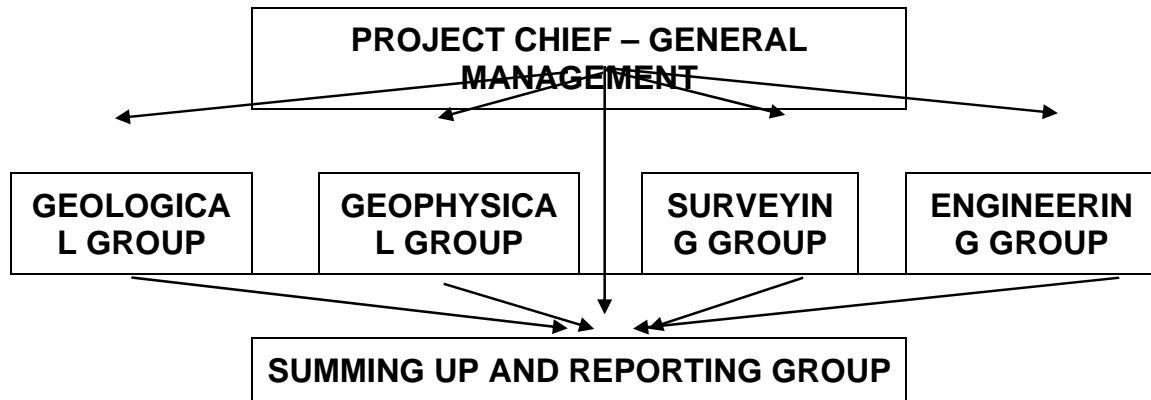 PROJECT CHIEF – GENERAL
MANAGEMENT
GEOLOGICA
L GROUP
GEOPHYSICA
L GROUP
SURVEYIN
G GROUP
ENGINEERIN
G GROUP
SUMMING UP AND REPORTING GROUP